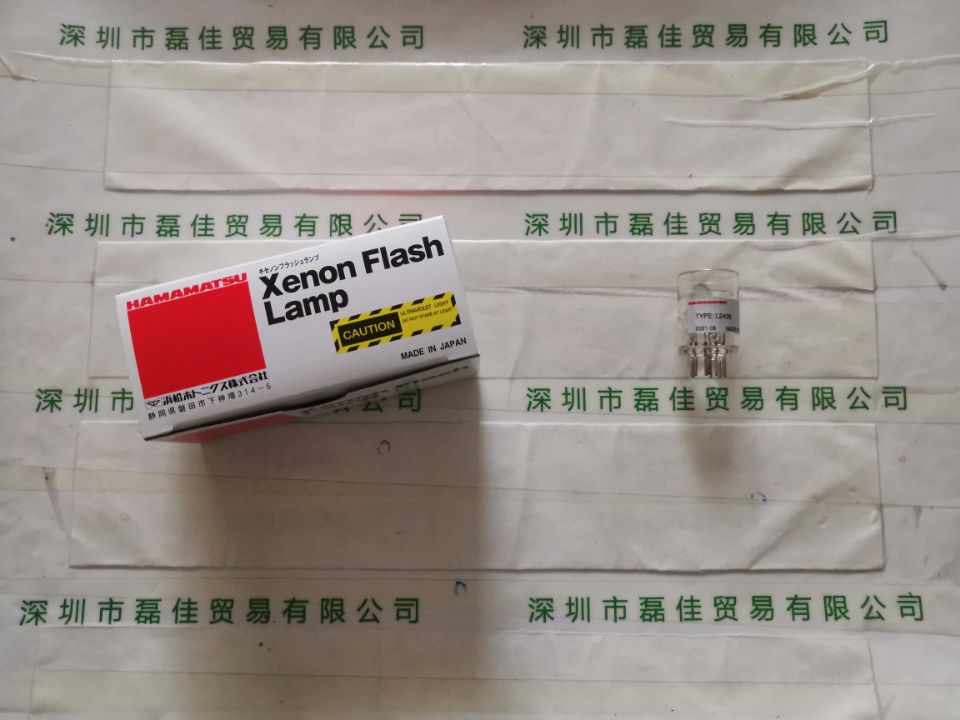 深圳市磊佳贸易有限公司
深圳市磊佳贸易有限公司
深圳市磊佳贸易有限公司
深圳市磊佳贸易有限公司
HAMAMATSU
キセノンフラッシュランプ
Xenon Flash
Lamp
CAUTION
ULTRAVIOLET LIGHT
DO NOT STARE AT LIGHT
MADE IN JAPAN
浜松ホトニクス株式会社
静岡県磐田市下神増314-5
HAMAMATSU
TYPE: L2439
2021-05
深圳市磊佳贸易有限公司
深圳市磊佳贸易有限公司
深圳市磊佳贸易有限公司
深圳市磊佳贸易有限公司